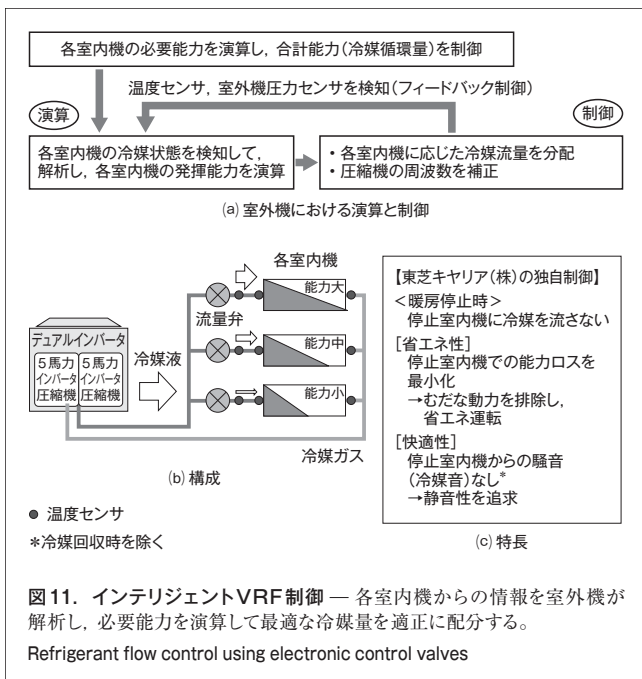 各室内機の必要能力を演算し，合計能力（冷媒循環量）を制御
温度センサ，室外機圧力センサを検知（フィードバック制御）
演算
制御
各室内機の冷媒状態を検知して，
解析し，各室内機の発揮能力を演算
・各室内機に応じた冷媒流量を分配
・圧縮機の周波数を補正
(a) 室外機における演算と制御
各室内機
能力大
流量弁
デュアルインバータ
5馬力
インバータ
圧縮機
5馬力
インバータ
圧縮機
冷媒液
能力中
能力小
冷媒ガス
(b) 構成
● 温度センサ
＊冷媒回収時を除く
【東芝キヤリア（株）の独自制御】
＜暖房停止時＞
停止室内機に冷媒を流さない
［省エネ性］
停止室内機での能力ロスを
最小化
→むだな動力を排除し，
省エネ運転
［快適性］
停止室内機からの騒音
（冷媒音）なし＊
→静音性を追求
(c) 特長
図11．インテリジェントVRF制御 — 各室内機からの情報を室外機が
解析し，必要能力を演算して最適な冷媒量を適正に配分する。
Refrigerant flow control using electronic control valves